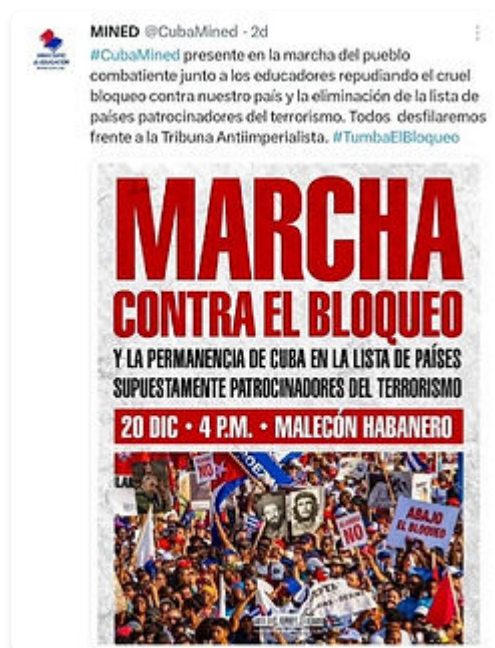 MINED @CubaMined · 2d
#CubaMined presente en la marcha del pueblo
combatiente junto a los educadores repudiando el cruel
bloqueo contra nuestro país y la eliminación de la lista de
países patrocinadores del terrorismo. Todos desfilaremos
frente a la Tribuna Antiimperialista. #TumbaElBloqueo
MARCHA
CONTRA EL BLOQUEO
Y LA PERMANENCIA DE CUBA EN LA LISTA DE PAÍSES
SUPUESTAMENTE PATROCINADORES DEL TERRORISMO
20 DIC • 4 P.M. • MALECÓN HABANERO
NO
NO
ABAJO
EL BLOQUEO